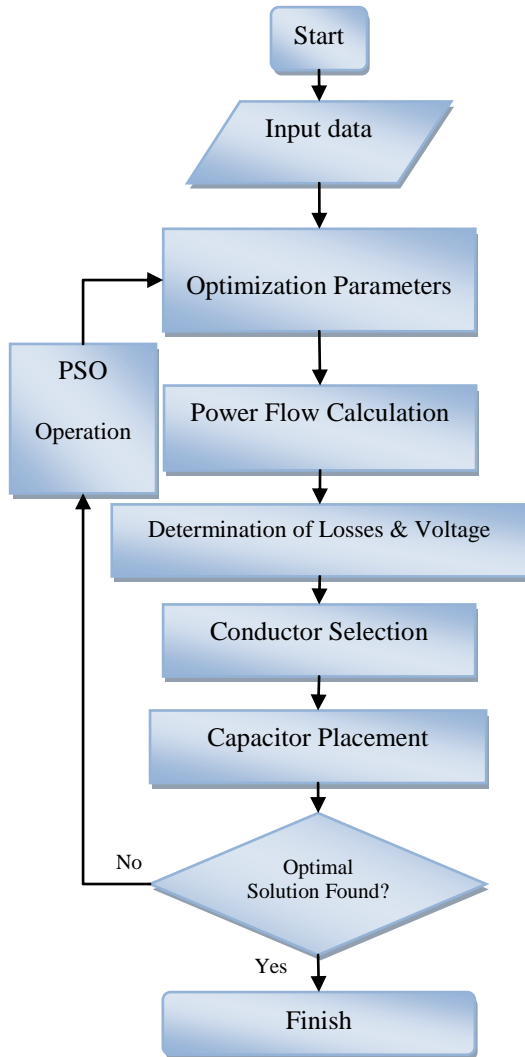 Start
Input data
Optimization Parameters
PSO
Operation
Power Flow Calculation
Determination of Losses & Voltage
Conductor Selection
Capacitor Placement
No
Optimal
Solution Found?
Yes
Finish